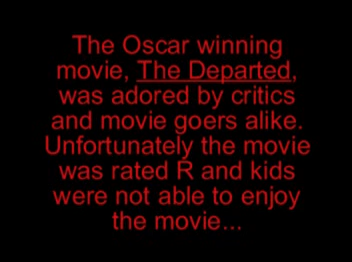 The Oscar winning
movie, The Departed,
was adored by critics
and movie goers alike.
Unfortunately the movie
was rated R and kids
were not able to enjoy
the movie...